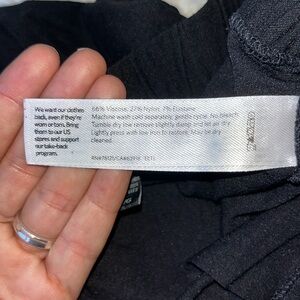 We want our clothes
back, even if they're
worn or torn. Bring
them to our US
stores and support
our take-back
program.
66% Viscose, 27% Nylon, 7% Elastane
Machine wash cold separately, gentle cycle. No bleach
Tumble dry low remove slightly damp and let air dry
Lightly press with low iron to restore. May be dry
cleaned.